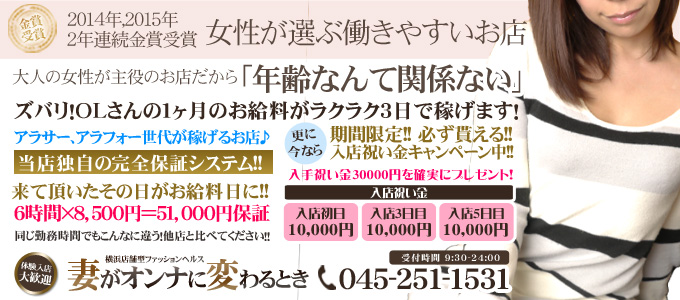 金賞
受賞
2014年,2015年
2年連続金賞受賞
女性が選ぶ働きやすいお店
大人の女性が主役のお店だから「年齢なんて関係ない」
ズバリ!OLさんの1ヶ月のお給料がラクラク3日で稼げます!
アラサー、アラフォー世代が稼げるお店♪
当店独自の完全保証システム!!
来て頂いたその日がお給料日に!!
6時間×8,500円=51,000円保証
同じ勤務時間でもこんなに違う!他店と比べてください!!
更に
今なら
期間限定!! 必ず貰える!!
入店祝い金キャンペーン中!!
入手祝い金30000円を確実にプレゼント!
入店祝い金
入店初日
10,000円
入店3日目
10,000円
入店5日目
10,000円
体験入店
大歓迎
横浜店舗型ファッションヘルス
妻がオンナに変わるとき
受付時間 9:30-24:00
045-251-1531